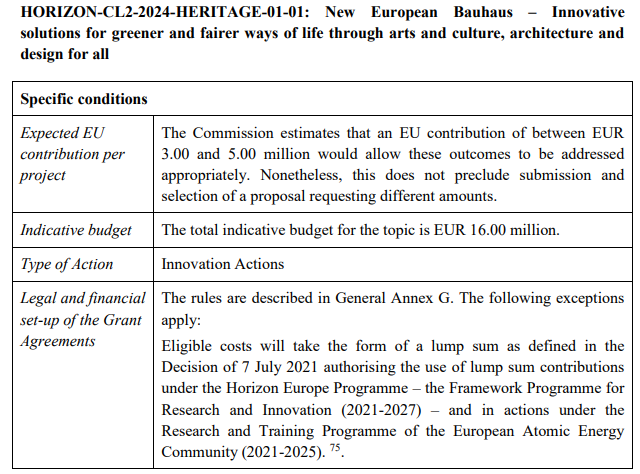 HORIZON-CL2-2024-HERITAGE-01-01: New European Bauhaus – Innovative
solutions for greener and fairer ways of life through arts and culture, architecture and
design for all
Specific conditions
Expected EU
contribution per
project
The Commission estimates that an EU contribution of between EUR
3.00 and 5.00 million would allow these outcomes to be addressed
appropriately. Nonetheless, this does not preclude submission and
selection of a proposal requesting different amounts.
Indicative budget
The total indicative budget for the topic is EUR 16.00 million.
Type of Action
Innovation Actions
Legal and financial
set-up of the Grant
Agreements
The rules are described in General Annex G. The following exceptions
apply:
Eligible costs will take the form of a lump sum as defined in the
Decision of 7 July 2021 authorising the use of lump sum contributions
under the Horizon Europe Programme – the Framework Programme for
Research and Innovation (2021-2027) – and in actions under the
Research and Training Programme of the European Atomic Energy
Community (2021-2025). 75.